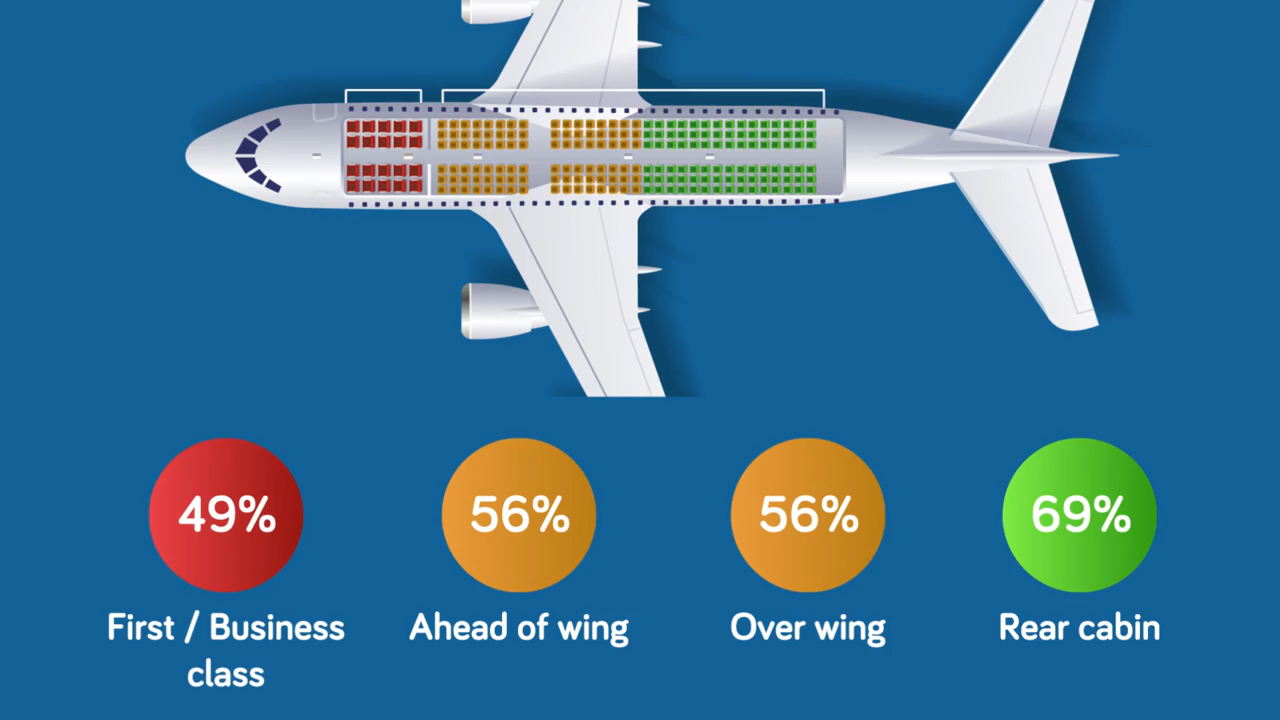 49%
56%
56%
69%
First / Business
class
Ahead of wing
Over wing
Rear cabin